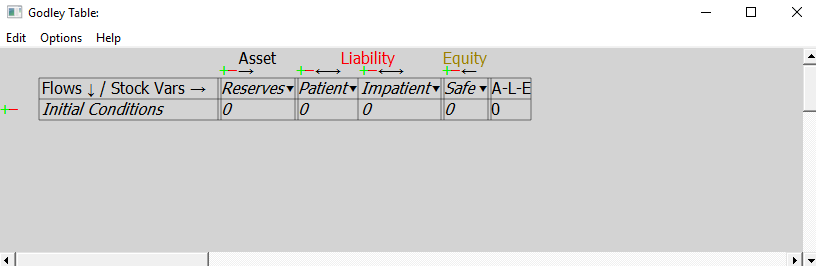 Godley Table:
Edit Options Help
Asset Liability Equity
+−→ +−←→ +−←→ +−←
Flows ↓ / Stock Vars → Reserves▼ Patient▼ Impatient▼ Safe ▼ A-L-E
+− Initial Conditions 0 0 0 0 0